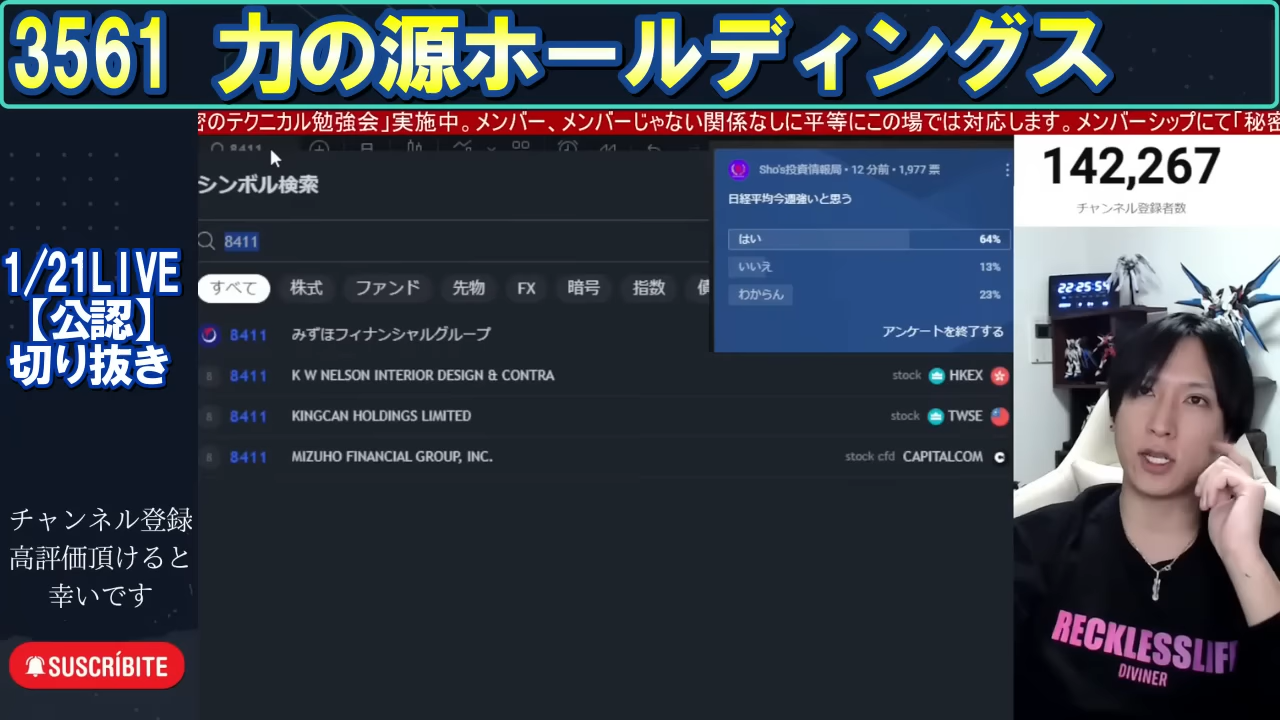 3561 力の源ホールディングス
密のテクニカル勉強会」実施中。メンバー、メンバーじゃない関係なしに平等にこの場では対応します。メンバーシップにて「秘密
8411
シンボル検索
8411
すべて 株式 ファンド 先物 FX 暗号 指数
8411 みずほフィナンシャルグループ
8 8411 K W NELSON INTERIOR DESIGN & CONTRA stock HKEX
8 8411 KINGCAN HOLDINGS LIMITED stock TWSE
8 8411 MIZUHO FINANCIAL GROUP, INC. stock cfd CAPITALCOM
Sho's投資情報局・12 分前・1,977 票
日経平均今週強いと思う
はい 64%
いいえ 13%
わからん 23%
アンケートを終了する
142,267
チャンネル登録者数
22:25:54
1/21LIVE
【公認】
切り抜き
チャンネル登録
高評価頂けると
幸いです
SUSCRÍBITE
RECKLESSLIF
DIVINER